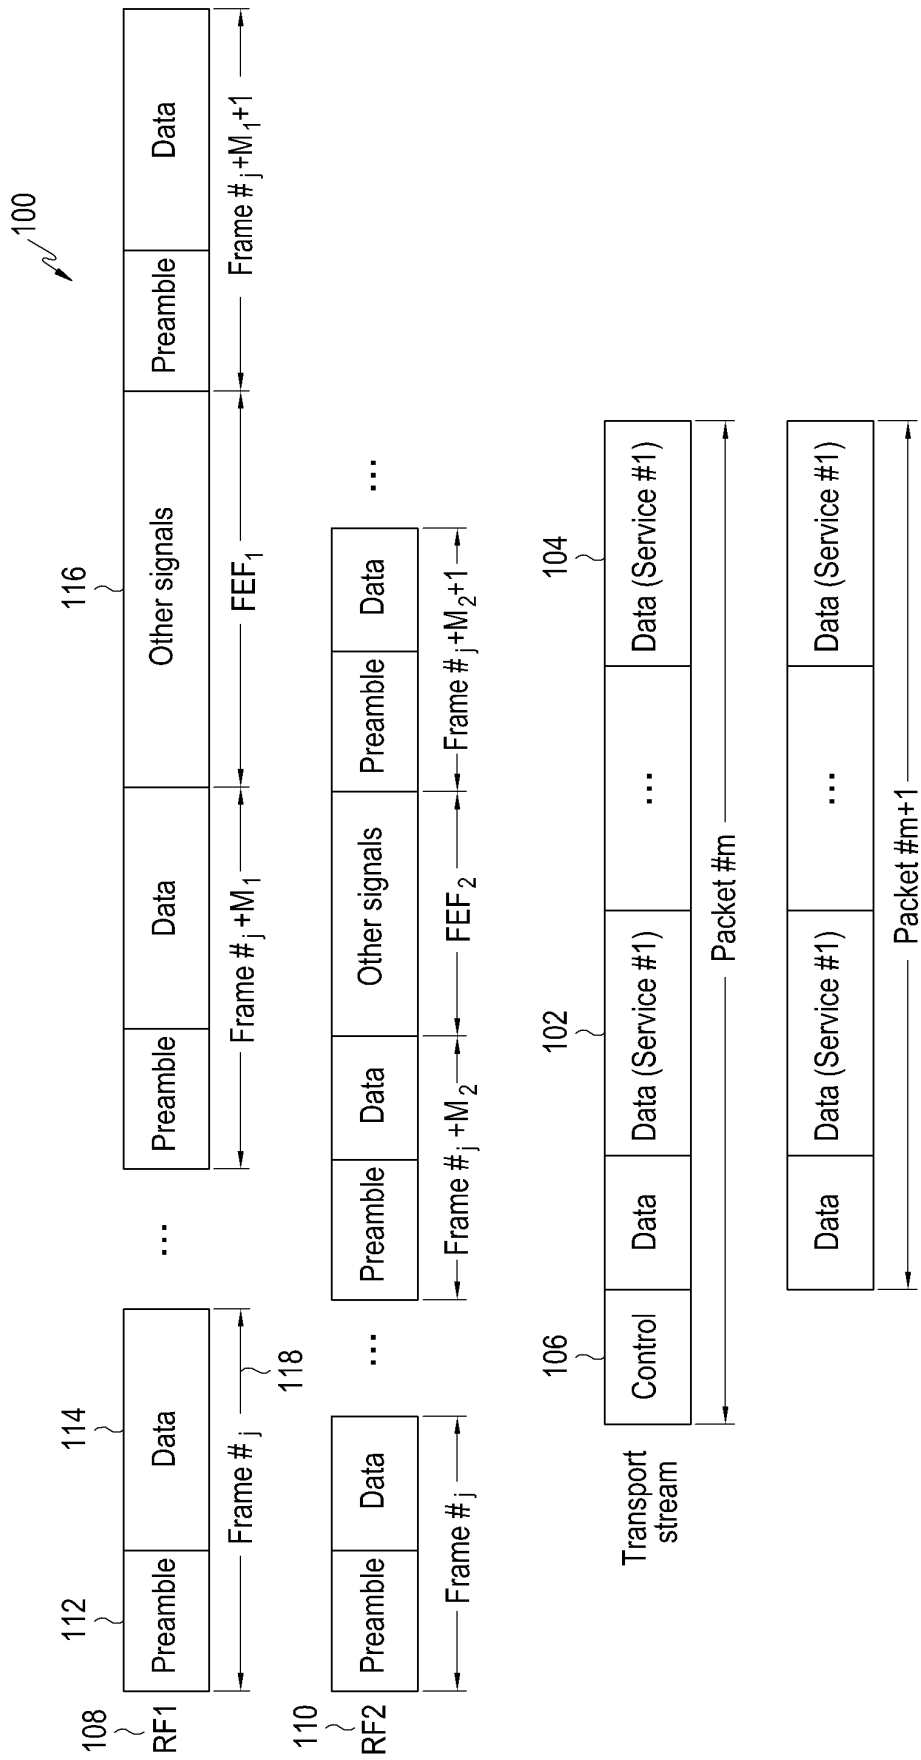 100
108
RF1
112
114
116
Preamble
Data
...
Preamble
Data
Other signals
Preamble
Data
Frame #j
118
Frame #j+M1
FEF1
Frame #j+M1+1
110
RF2
Preamble
Data
...
Preamble
Data
Other signals
Preamble
Data
...
Frame #j
Frame #j+M2
FEF2
Frame #j+M2+1
Transport
stream
106
102
104
Control
Data
Data (Service #1)
...
Data (Service #1)
Packet #m
Data
Data (Service #1)
...
Data (Service #1)
Packet #m+1